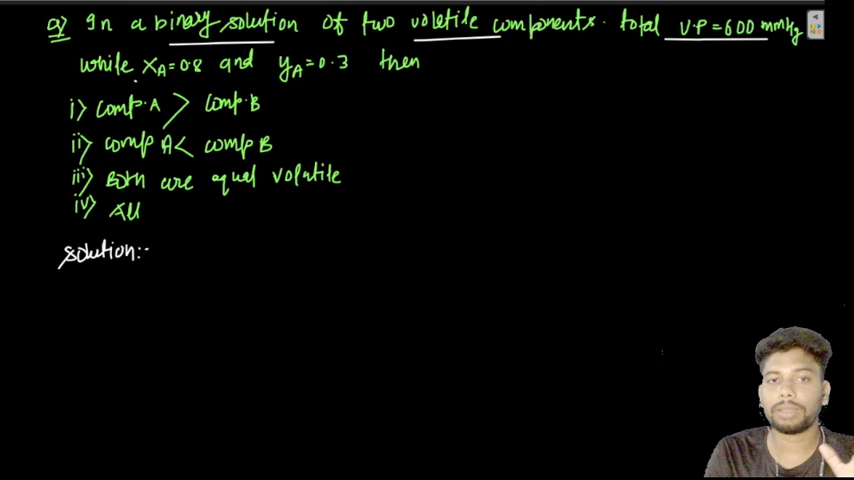 Q) In a binary solution of two volatile components. total V.P = 600 mmHg
while XA = 0.8 and YA = 0.3 then
i) comp.A > comp.B
ii) comp A < comp B
iii) Both are equal volatile
iv) All
Solution:-